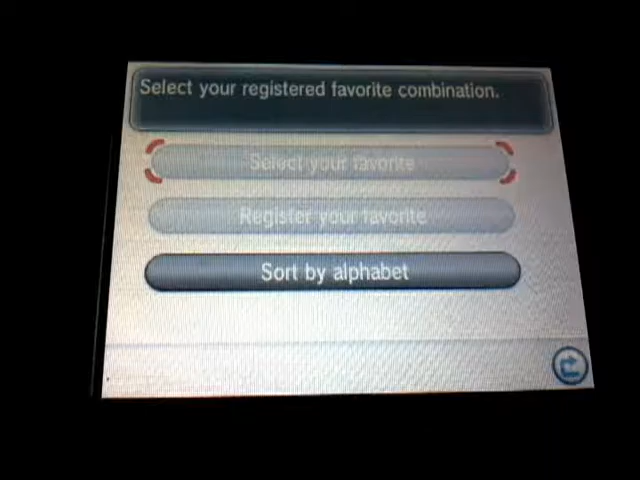 Select your registered favorite combination.
Select your favorite
Register your favorite
Sort by alphabet